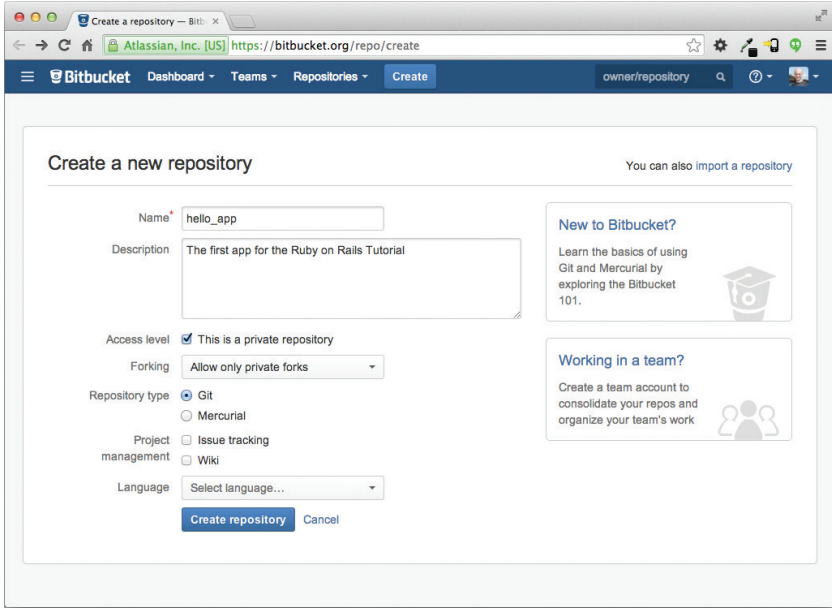 Create a repository — Bitb
Atlassian, Inc. [US] https://bitbucket.org/repo/create
Bitbucket Dashboard Teams Repositories Create owner/repository
Create a new repository
You can also import a repository
Name* hello_app
Description The first app for the Ruby on Rails Tutorial
Access level This is a private repository
Forking Allow only private forks
Repository type Git
Mercurial
Project management Issue tracking
Wiki
Language Select language...
Create repository Cancel
New to Bitbucket?
Learn the basics of using
Git and Mercurial by
exploring the Bitbucket
101.
Working in a team?
Create a team account to
consolidate your repos and
organize your team's work